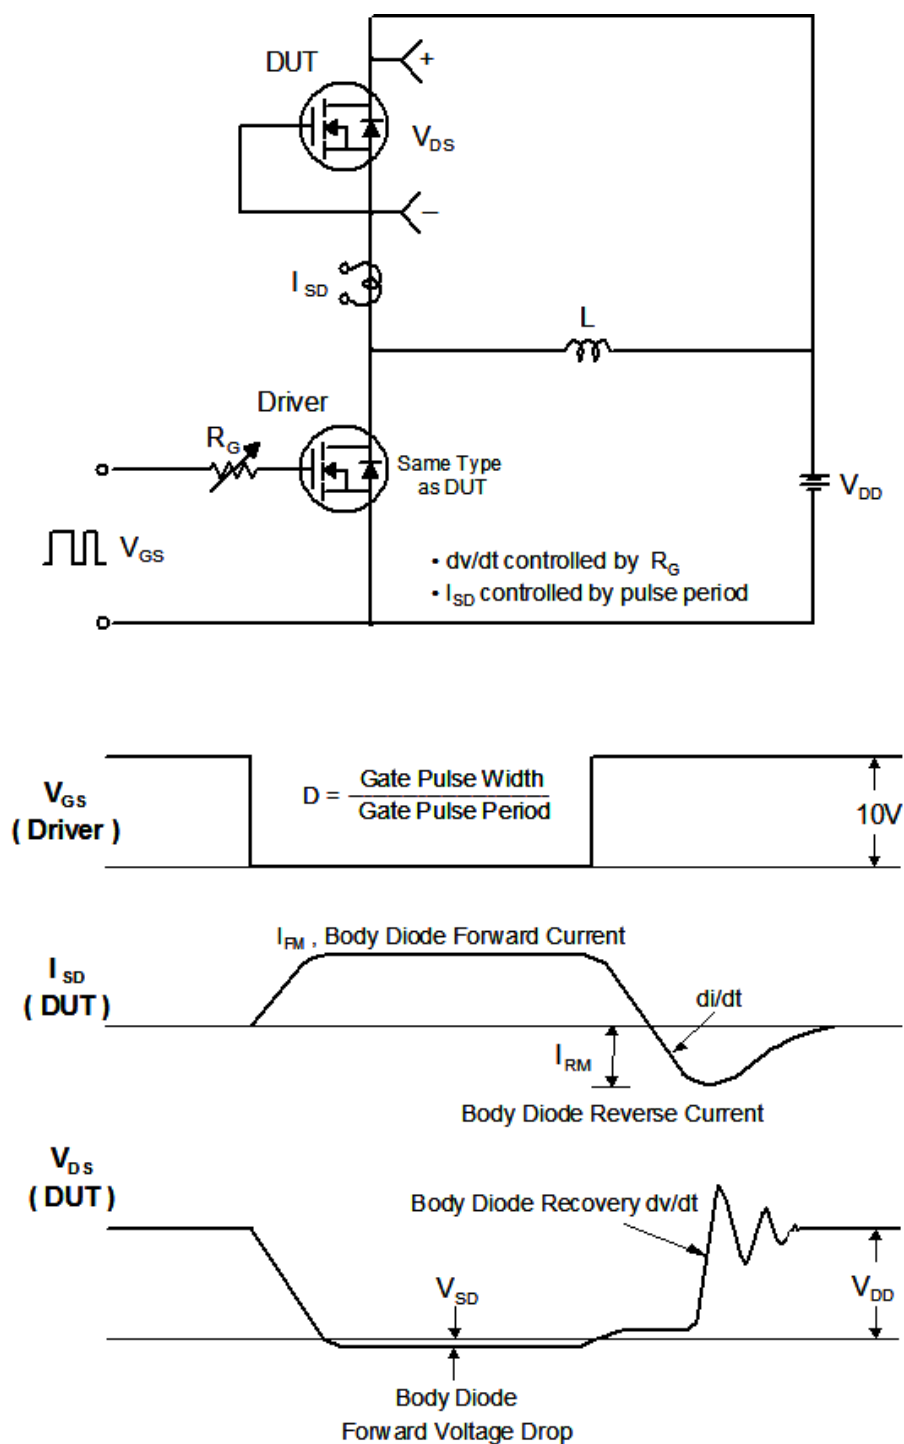 DUT
+
VDS
–
I SD
L
Driver
RG
Same Type
as DUT
VDD
VGS
• dv/dt controlled by RG
• ISD controlled by pulse period
VGS
( Driver )
D = Gate Pulse Width
Gate Pulse Period
10V
IFM , Body Diode Forward Current
I SD
( DUT )
di/dt
IRM
Body Diode Reverse Current
VDS
( DUT )
Body Diode Recovery dv/dt
VSD
VDD
Body Diode
Forward Voltage Drop